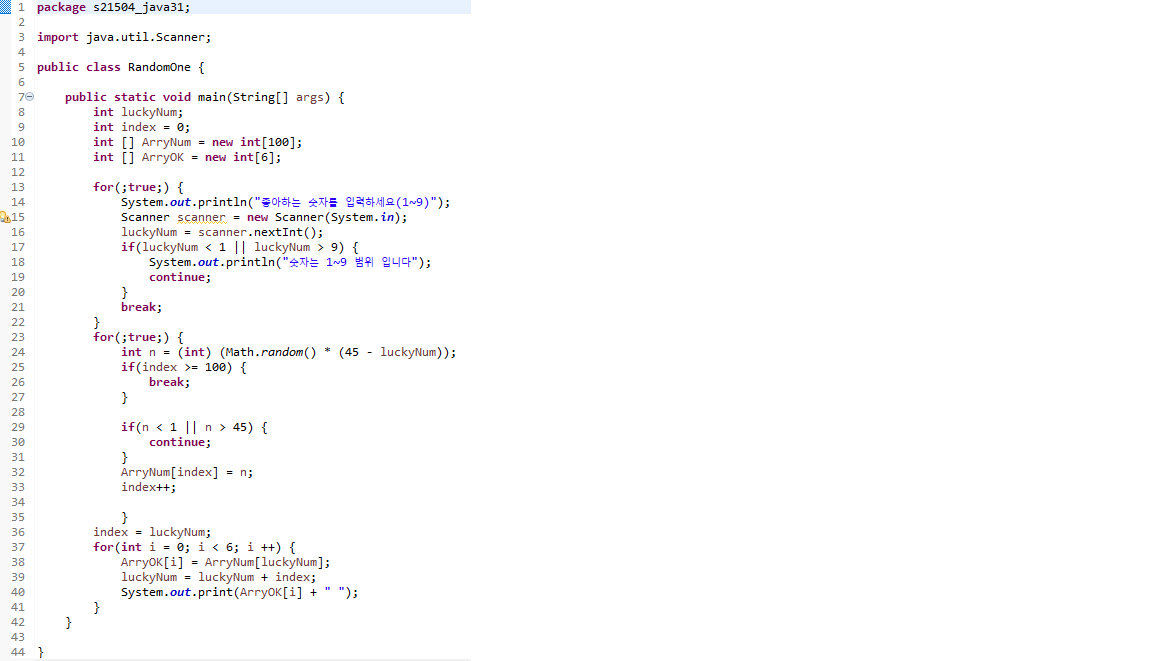 1 package s21504_java31;
2
3 import java.util.Scanner;
4
5 public class RandomOne {
6
7 public static void main(String[] args) {
8 int luckyNum;
9 int index = 0;
10 int [] ArryNum = new int[100];
11 int [] ArryOK = new int[6];
12
13 for(;true;) {
14 System.out.println("좋아하는 숫자를 입력하세요(1~9)");
15 Scanner scanner = new Scanner(System.in);
16 luckyNum = scanner.nextInt();
17 if(luckyNum < 1 || luckyNum > 9) {
18 System.out.println("숫자는 1~9 범위 입니다");
19 continue;
20 }
21 break;
22 }
23 for(;true;) {
24 int n = (int) (Math.random() * (45 - luckyNum));
25 if(index >= 100) {
26 break;
27 }
28
29 if(n < 1 || n > 45) {
30 continue;
31 }
32 ArryNum[index] = n;
33 index++;
34
35 }
36 index = luckyNum;
37 for(int i = 0; i < 6; i ++) {
38 ArryOK[i] = ArryNum[luckyNum];
39 luckyNum = luckyNum + index;
40 System.out.print(ArryOK[i] + " ");
41 }
42 }
43
44 }